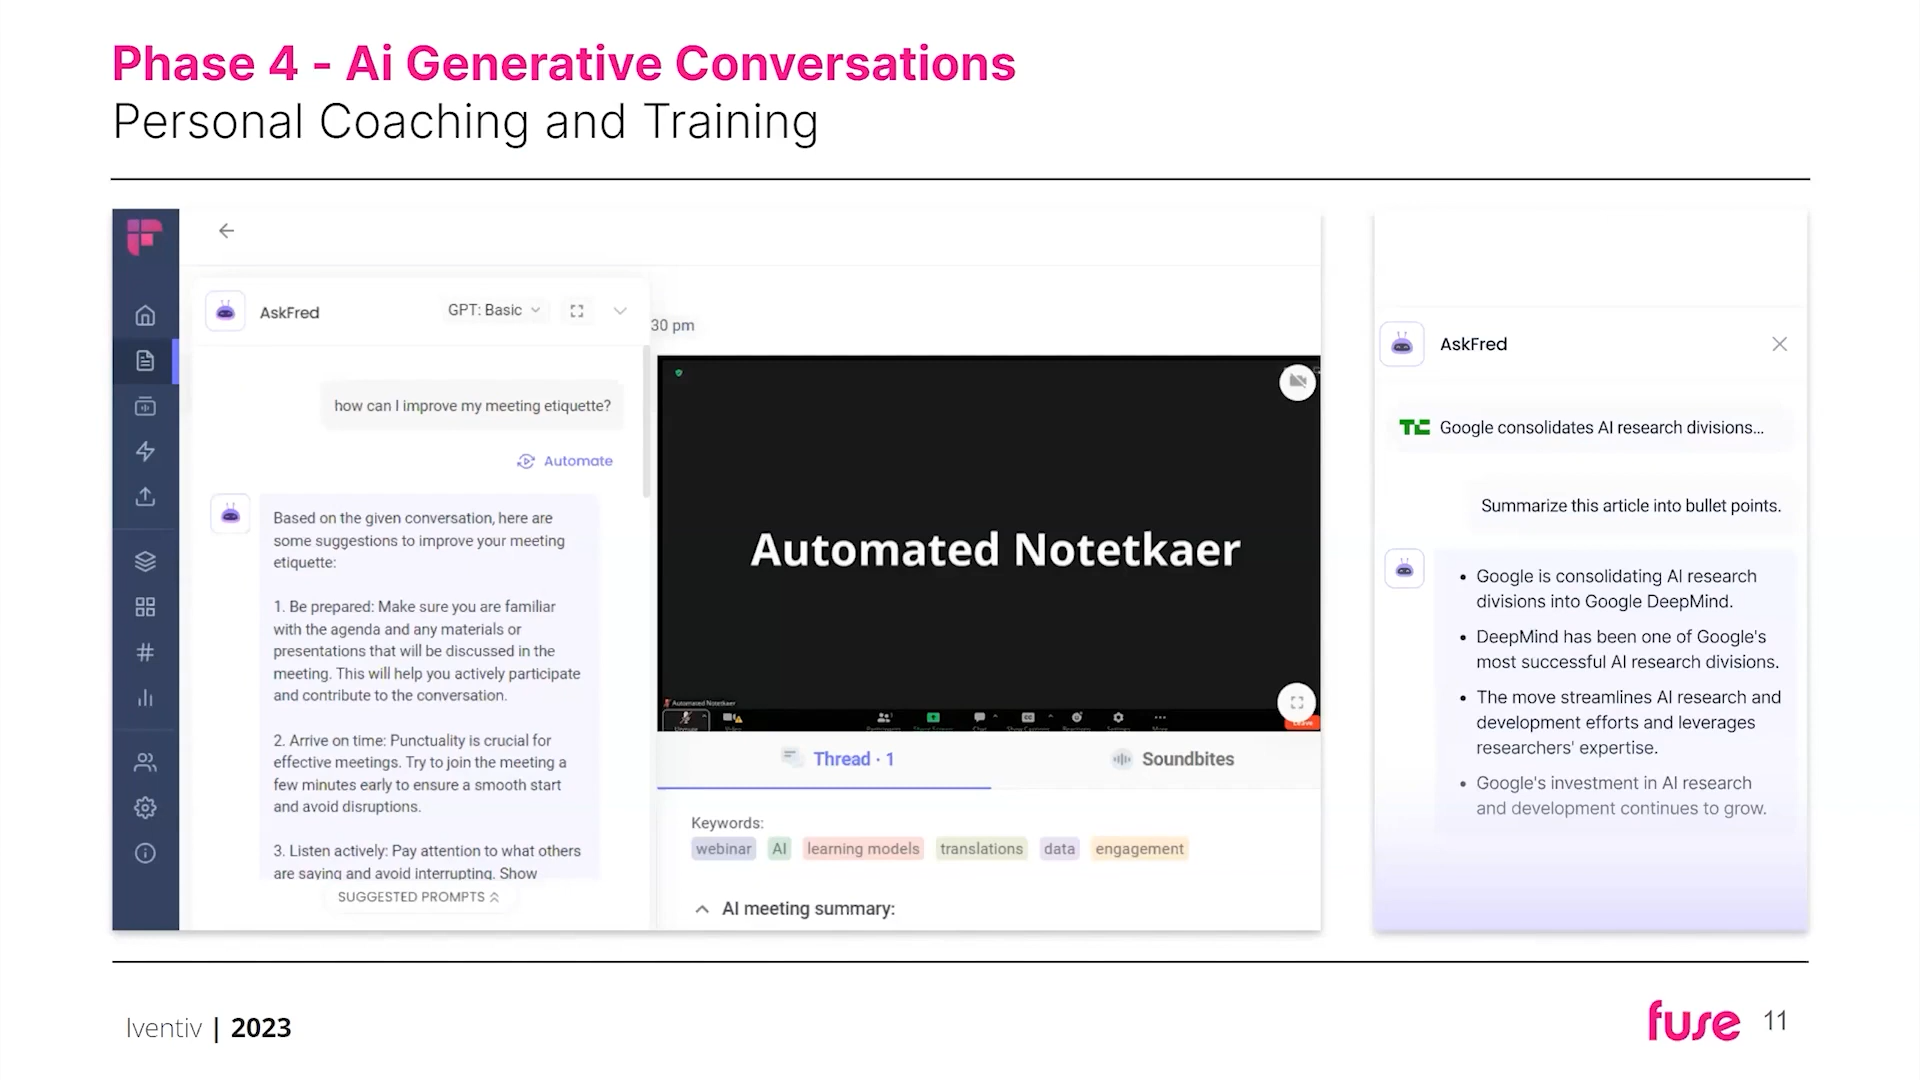 Phase 4 - Ai Generative Conversations
Personal Coaching and Training
AskFred
GPT: Basic
30 pm
how can I improve my meeting etiquette?
Automate
Based on the given conversation, here are
some suggestions to improve your meeting
etiquette:
1. Be prepared: Make sure you are familiar
with the agenda and any materials or
presentations that will be discussed in the
meeting. This will help you actively participate
and contribute to the conversation.
2. Arrive on time: Punctuality is crucial for
effective meetings. Try to join the meeting a
few minutes early to ensure a smooth start
and avoid disruptions.
3. Listen actively: Pay attention to what others
are saying and avoid interrupting. Show
SUGGESTED PROMPTS
Automated Notetkaer
Automated Notetkaer
Thread · 1
Soundbites
Keywords:
webinar AI learning models translations data engagement
AI meeting summary:
AskFred
TC Google consolidates AI research divisions...
Summarize this article into bullet points.
• Google is consolidating AI research
divisions into Google DeepMind.
• DeepMind has been one of Google's
most successful AI research divisions.
• The move streamlines AI research and
development efforts and leverages
researchers' expertise.
• Google's investment in AI research
and development continues to grow.
Iventiv | 2023
fuse 11